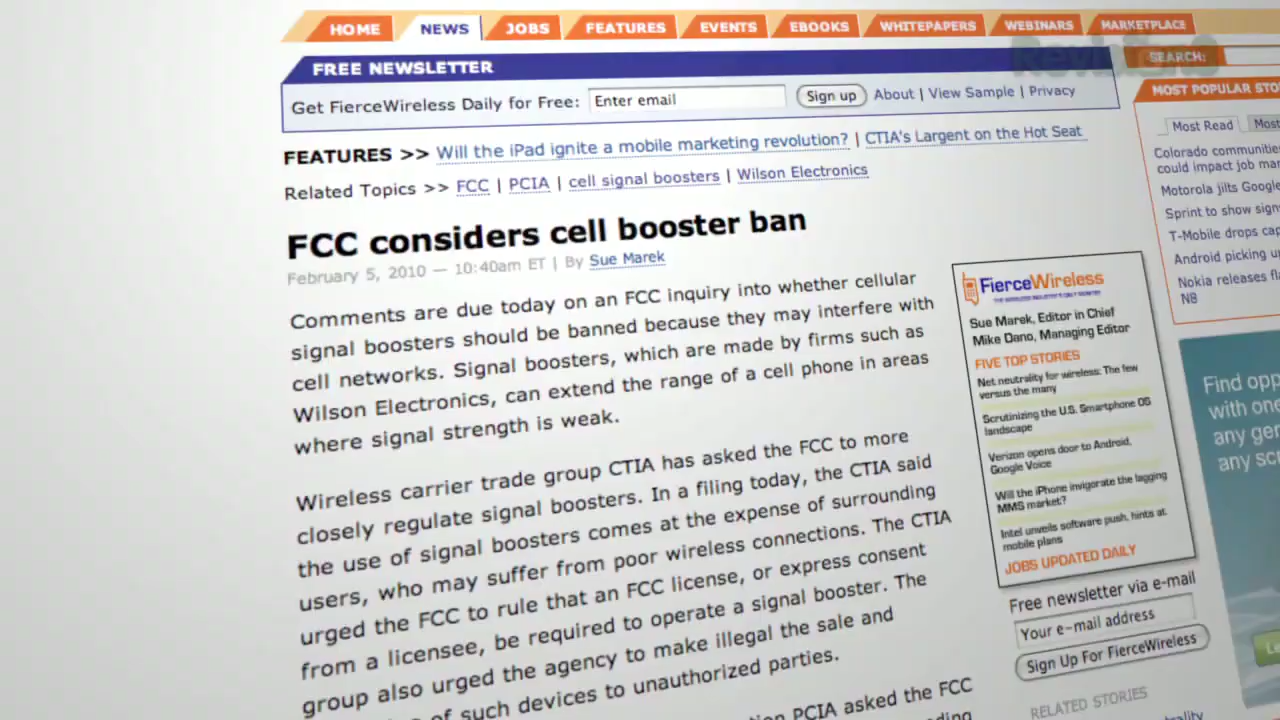 HOME NEWS JOBS FEATURES EVENTS EBOOKS WHITEPAPERS WEBINARS MARKETPLACE
SEARCH:
FREE NEWSLETTER
Get FierceWireless Daily for Free: Enter email Sign up About | View Sample | Privacy
FEATURES >> Will the iPad ignite a mobile marketing revolution? | CTIA's Largent on the Hot Seat
Related Topics >> FCC | PCIA | cell signal boosters | Wilson Electronics
FCC considers cell booster ban
February 5, 2010 — 10:40am ET | By Sue Marek
Comments are due today on an FCC inquiry into whether cellular
signal boosters should be banned because they may interfere with
cell networks. Signal boosters, which are made by firms such as
Wilson Electronics, can extend the range of a cell phone in areas
where signal strength is weak.
Wireless carrier trade group CTIA has asked the FCC to more
closely regulate signal boosters. In a filing today, the CTIA said
the use of signal boosters comes at the expense of surrounding
users, who may suffer from poor wireless connections. The CTIA
urged the FCC to rule that an FCC license, or express consent
from a licensee, be required to operate a signal booster. The
group also urged the agency to make illegal the sale and
of such devices to unauthorized parties.
PCIA asked the FCC
MOST POPULAR
Most Read Most
Colorado
could impact job
Motorola jilts
Sprint to show
T-Mobile drops
Android picking
Nokia releases
N8
FierceWireless
THE WIRELESS INDUSTRY'S DAILY MONITOR
Sue Marek, Editor in Chief
Mike Dano, Managing Editor
FIVE TOP STORIES
Net neutrality for wireless: The few
versus the many
Scrutinizing the U.S. Smartphone OS
landscape
Verizon opens door to Android,
Google Voice
Will the iPhone invigorate the lagging
MMS market?
Intel unveils software push, hints at
mobile plans
JOBS UPDATED DAILY
Free newsletter via e-mail
Your e-mail address
Sign Up For FierceWireless
RELATED STORIES
Find
with
any
any